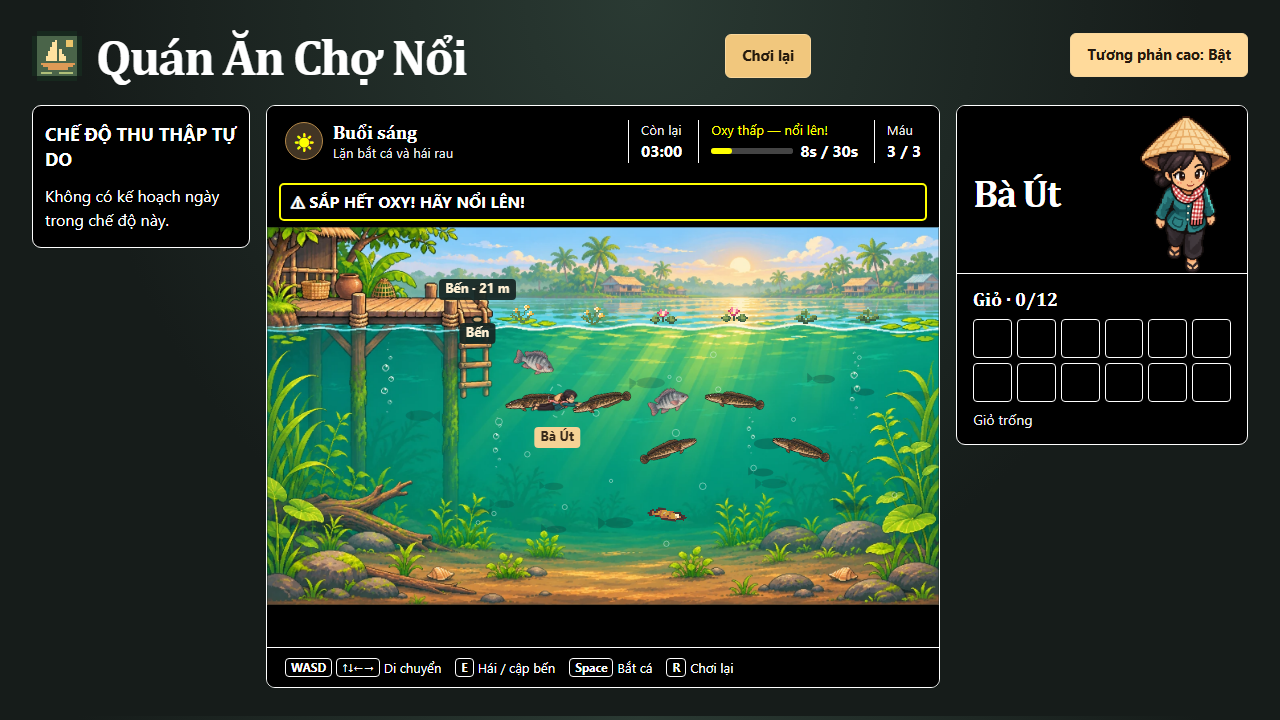 Quán Ăn Chợ Nổi
Chơi lại
Tương phản cao: Bật
CHẾ ĐỘ THU THẬP TỰ
DO
Không có kế hoạch ngày
trong chế độ này.
Buổi sáng
Lặn bắt cá và hái rau
Còn lại
03:00
Oxy thấp — nổi lên!
8s / 30s
Máu
3 / 3
⚠ SẮP HẾT OXY! HÃY NỔI LÊN!
Bến · 21 m
Bến
Bà Út
WASD ↑↓←→ Di chuyển E Hái / cập bến Space Bắt cá R Chơi lại
Bà Út
Giỏ · 0/12
Giỏ trống